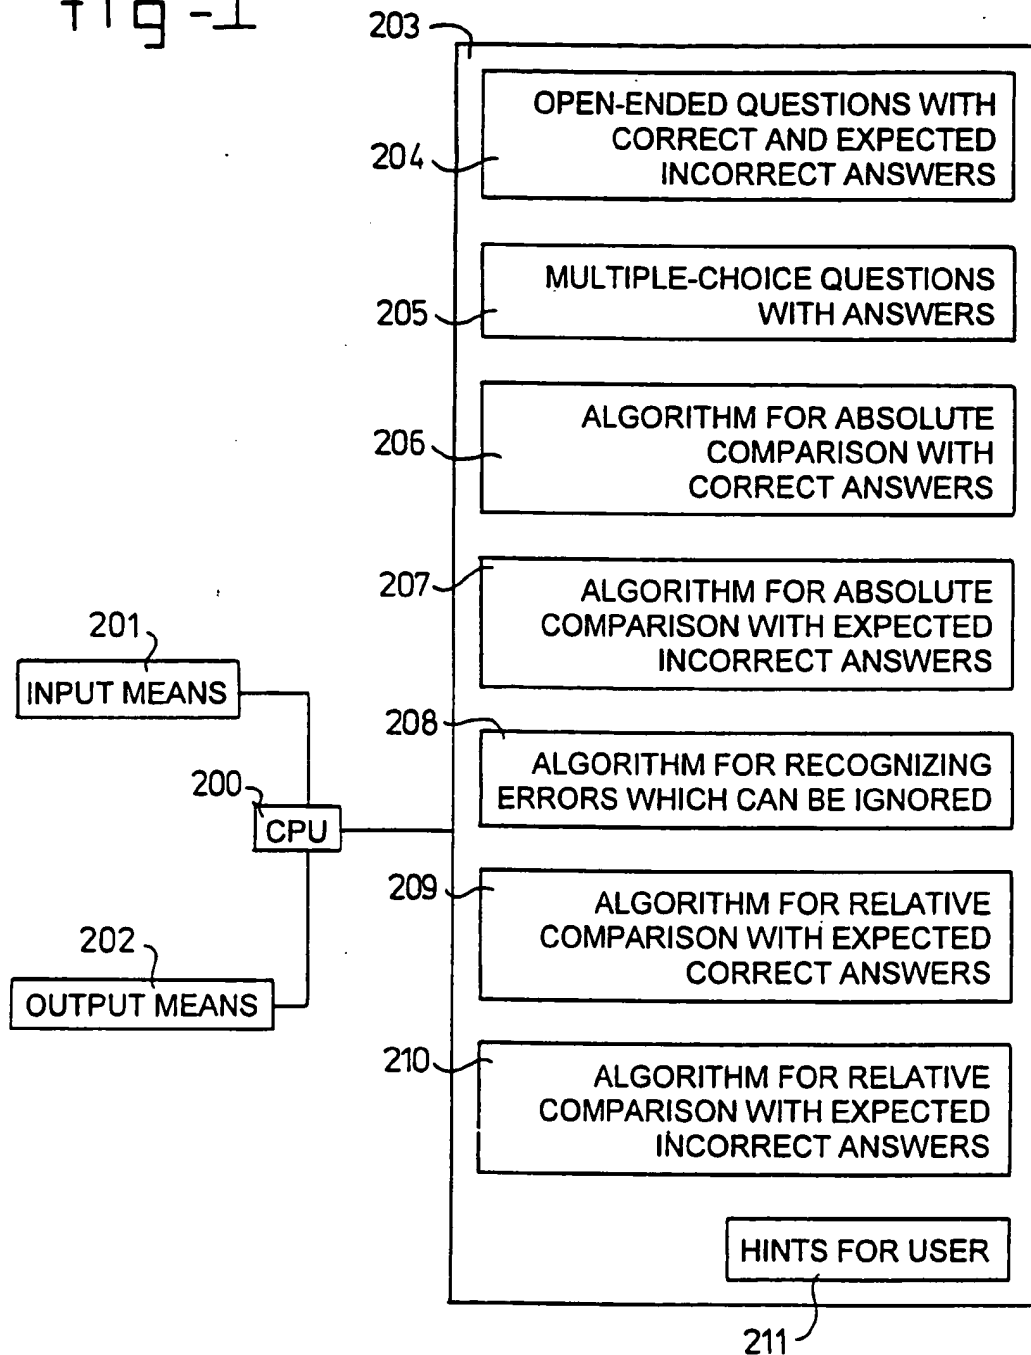 fig-1
203
OPEN-ENDED QUESTIONS WITH
CORRECT AND EXPECTED
INCORRECT ANSWERS
204
MULTIPLE-CHOICE QUESTIONS
WITH ANSWERS
205
ALGORITHM FOR ABSOLUTE
COMPARISON WITH
CORRECT ANSWERS
206
207
ALGORITHM FOR ABSOLUTE
COMPARISON WITH EXPECTED
INCORRECT ANSWERS
201
INPUT MEANS
208
ALGORITHM FOR RECOGNIZING
ERRORS WHICH CAN BE IGNORED
200
CPU
209
ALGORITHM FOR RELATIVE
COMPARISON WITH EXPECTED
CORRECT ANSWERS
202
OUTPUT MEANS
210
ALGORITHM FOR RELATIVE
COMPARISON WITH EXPECTED
INCORRECT ANSWERS
HINTS FOR USER
211